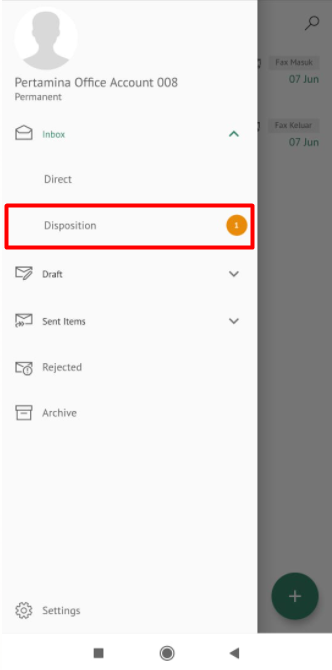 Pertamina Office Account 008
Permanent
Inbox
Direct
Disposition
1
Draft
Sent Items
Rejected
Archive
Settings
Fax Masuk
07 Jun
Fax Keluar
07 Jun
+